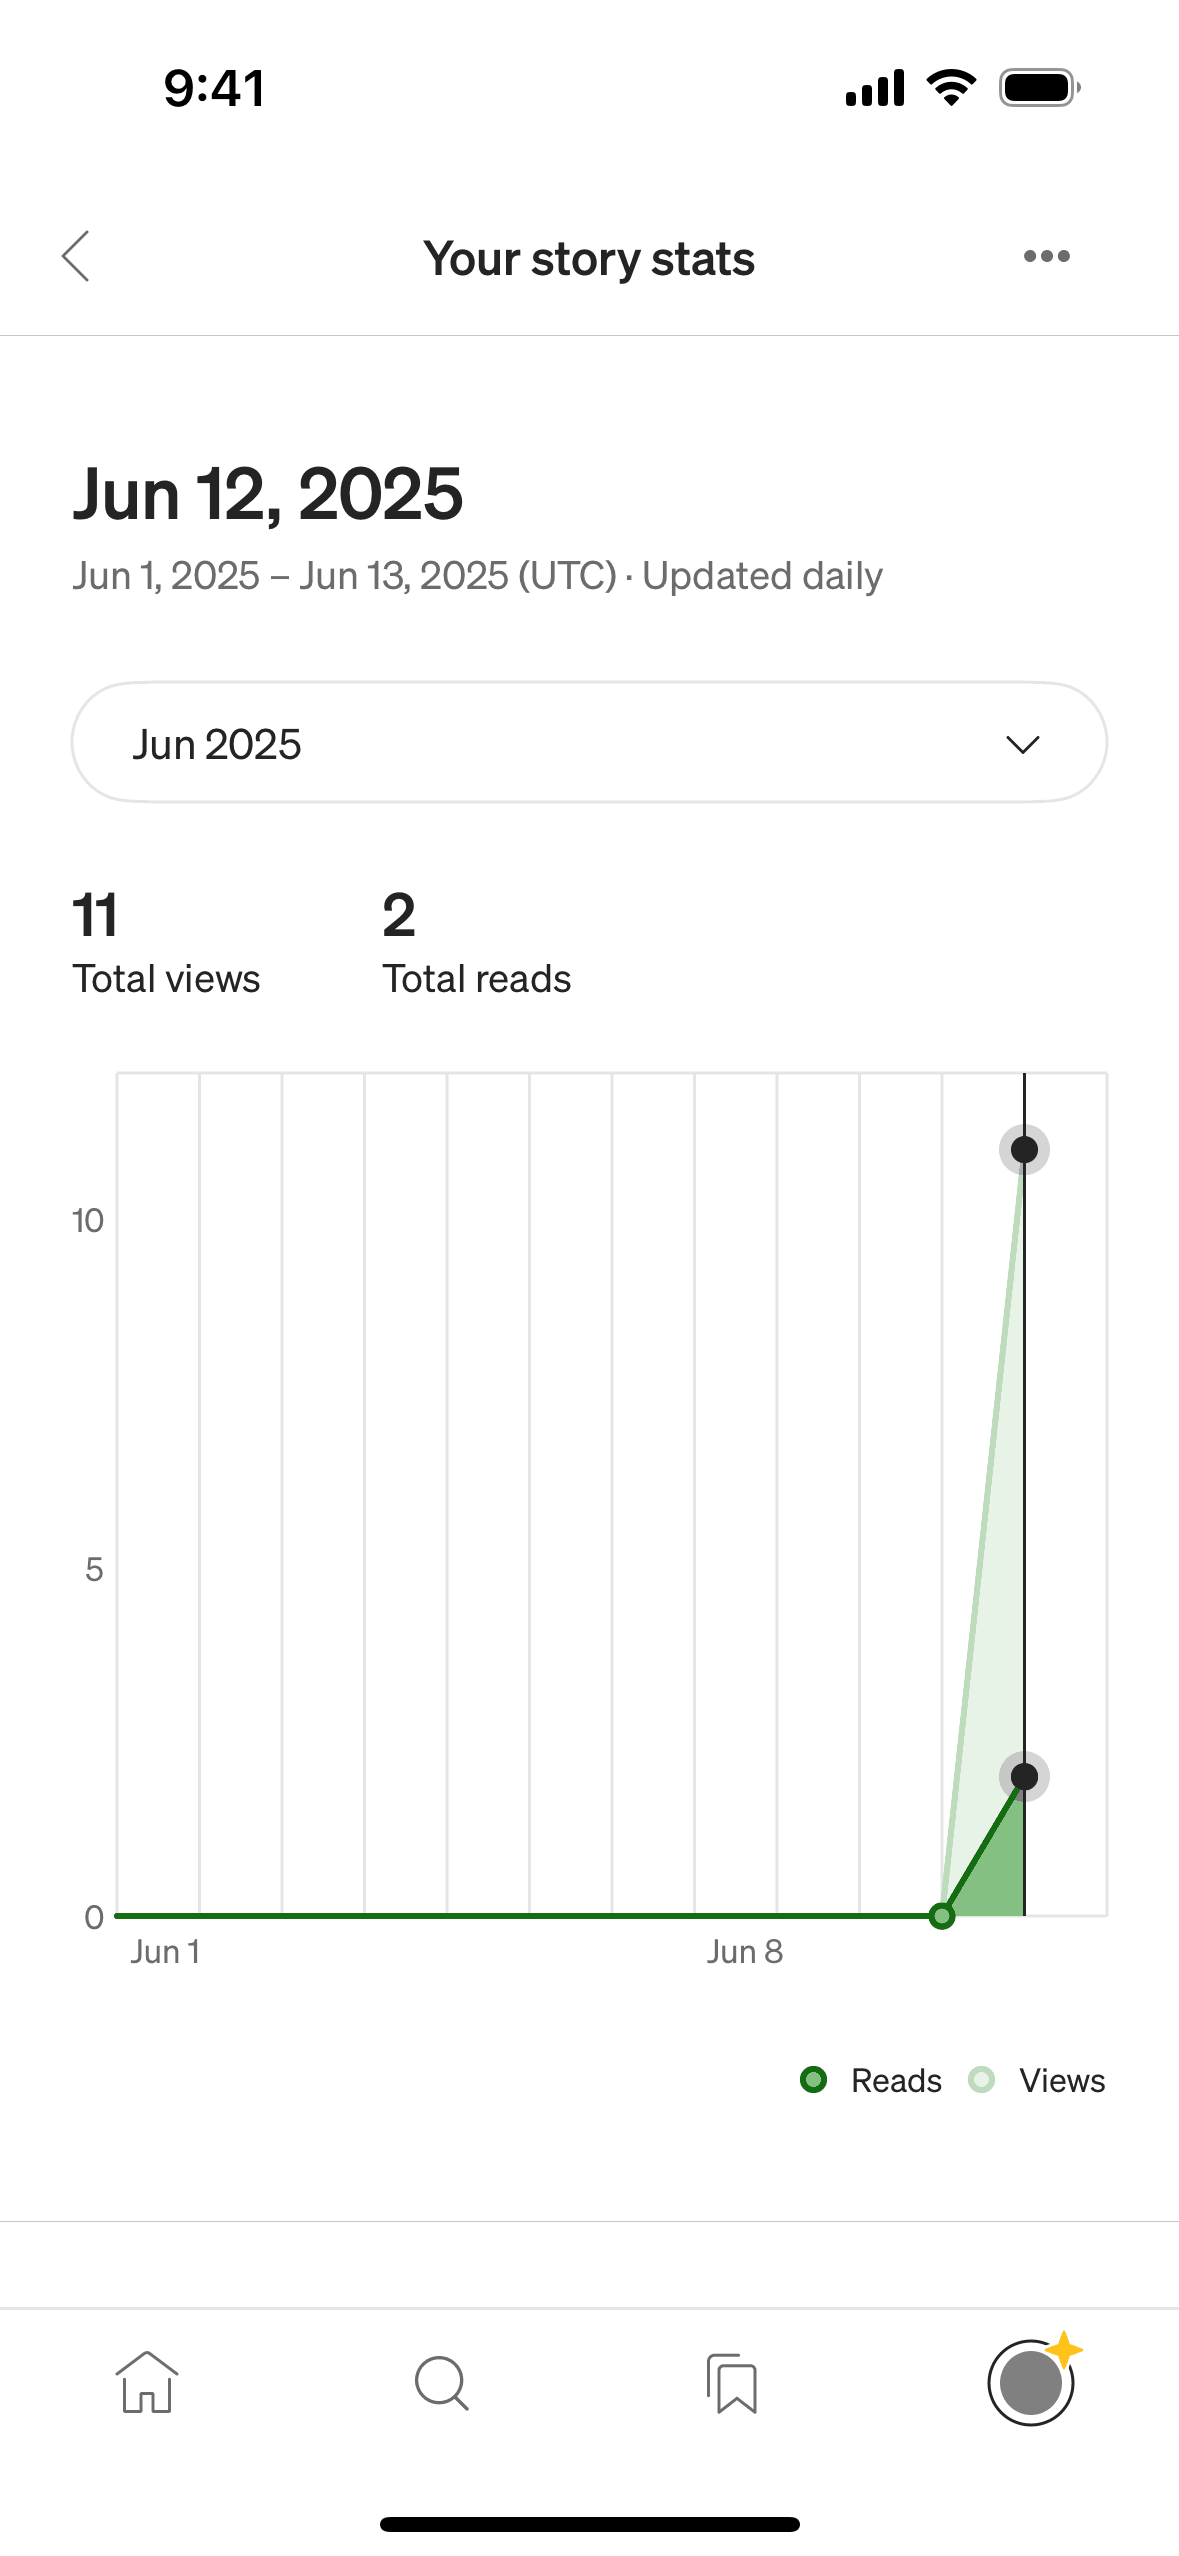 9:41
Your story stats
Jun 12, 2025
Jun 1, 2025 – Jun 13, 2025 (UTC) · Updated daily
Jun 2025
11
Total views
2
Total reads
10
5
0
Jun 1
Jun 8
Reads
Views